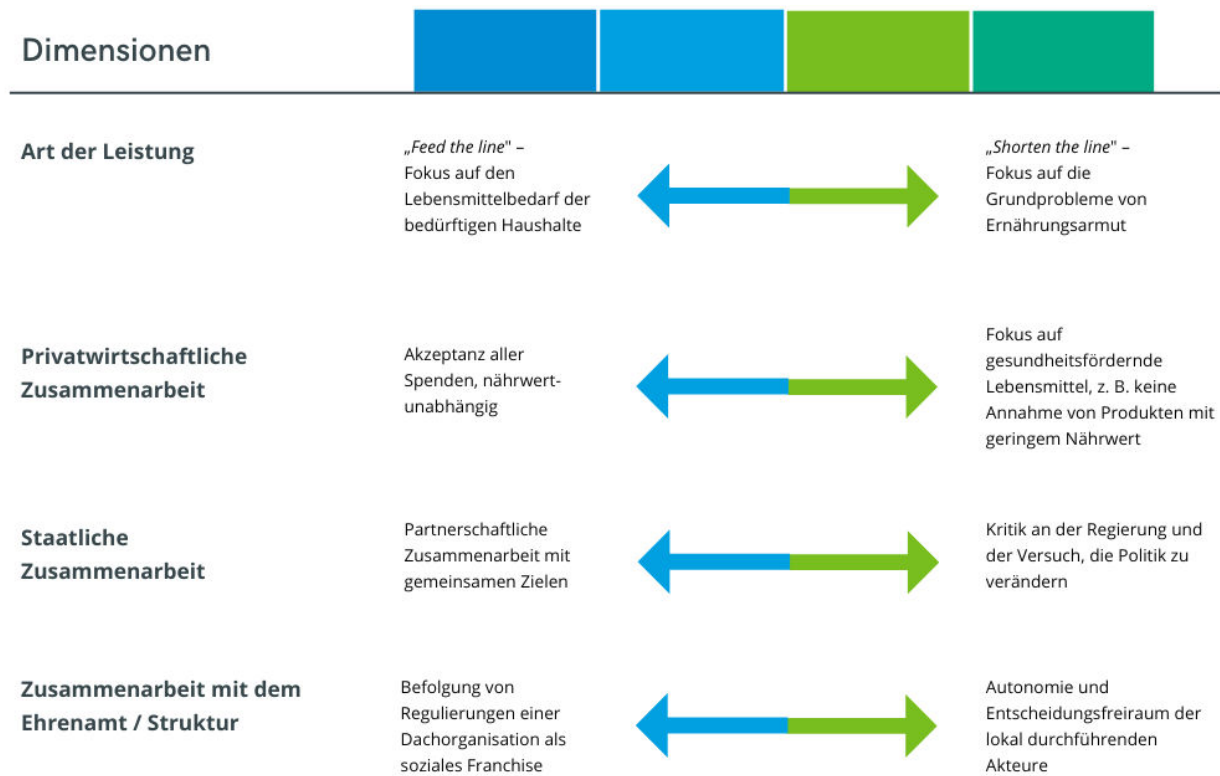 Dimensionen
Art der Leistung
„Feed the line" –
Fokus auf den
Lebensmittelbedarf der
bedürftigen Haushalte
„Shorten the line" –
Fokus auf die
Grundprobleme von
Ernährungsarmut
Privatwirtschaftliche
Zusammenarbeit
Akzeptanz aller
Spenden, nährwert-
unabhängig
Fokus auf
gesundheitsfördernde
Lebensmittel, z. B. keine
Annahme von Produkten mit
geringem Nährwert
Staatliche
Zusammenarbeit
Partnerschaftliche
Zusammenarbeit mit
gemeinsamen Zielen
Kritik an der Regierung und
der Versuch, die Politik zu
verändern
Zusammenarbeit mit dem
Ehrenamt / Struktur
Befolgung von
Regulierungen einer
Dachorganisation als
soziales Franchise
Autonomie und
Entscheidungsfreiraum der
lokal durchführenden
Akteure